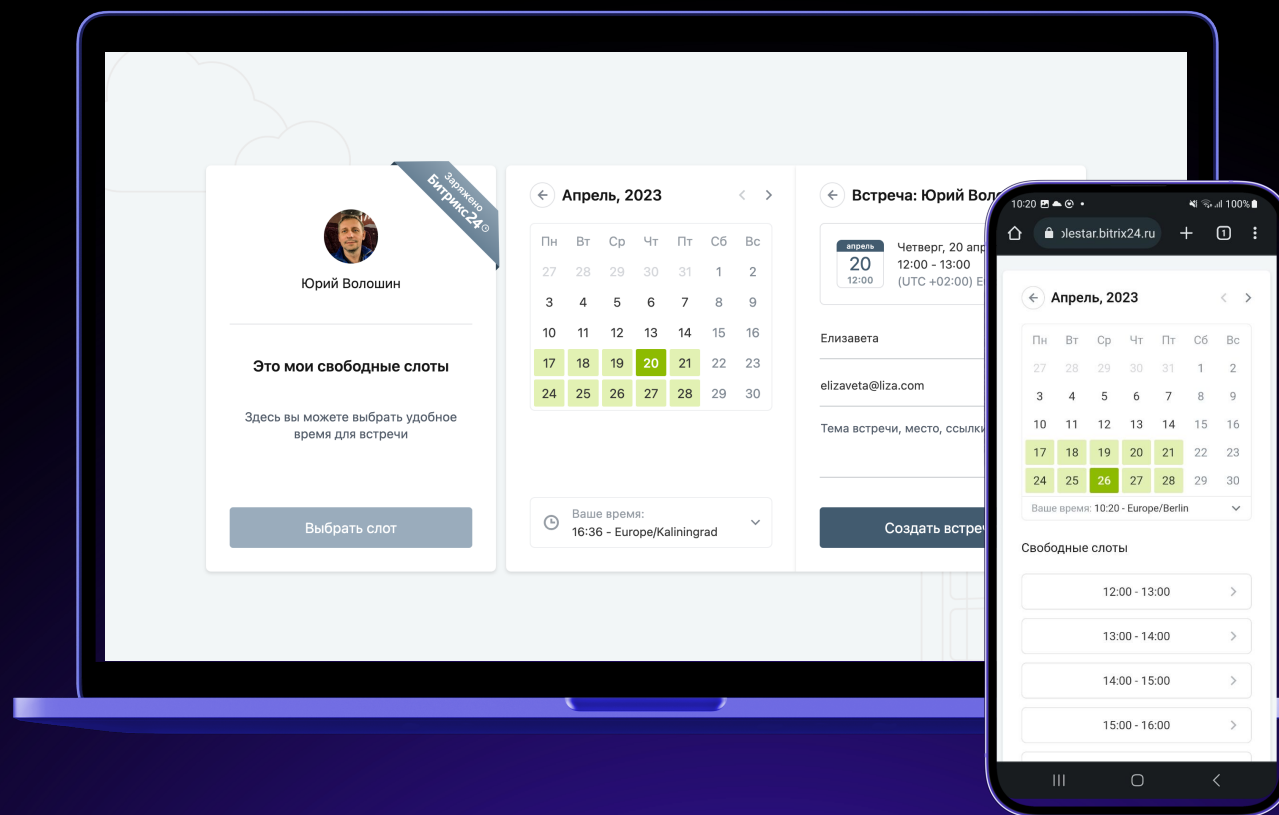 Заряжено
Битрикс24
Юрий Волошин
Это мои свободные слоты
Здесь вы можете выбрать удобное
время для встречи
Выбрать слот
Апрель, 2023
Пн Вт Ср Чт Пт Сб Вс
27 28 29 30 31 1 2
3 4 5 6 7 8 9
10 11 12 13 14 15 16
17 18 19 20 21 22 23
24 25 26 27 28 29 30
Ваше время:
16:36 - Europe/Kaliningrad
Встреча: Юрий Воло
апрель
20
12:00
Четверг, 20 апр
12:00 - 13:00
(UTC +02:00) E
Елизавета
elizaveta@liza.com
Тема встречи, место, ссылки
Создать встре
10:20
100%
lestar.bitrix24.ru
1
Апрель, 2023
Пн Вт Ср Чт Пт Сб Вс
27 28 29 30 31 1 2
3 4 5 6 7 8 9
10 11 12 13 14 15 16
17 18 19 20 21 22 23
24 25 26 27 28 29 30
Ваше время: 10:20 - Europe/Berlin
Свободные слоты
12:00 - 13:00
13:00 - 14:00
14:00 - 15:00
15:00 - 16:00